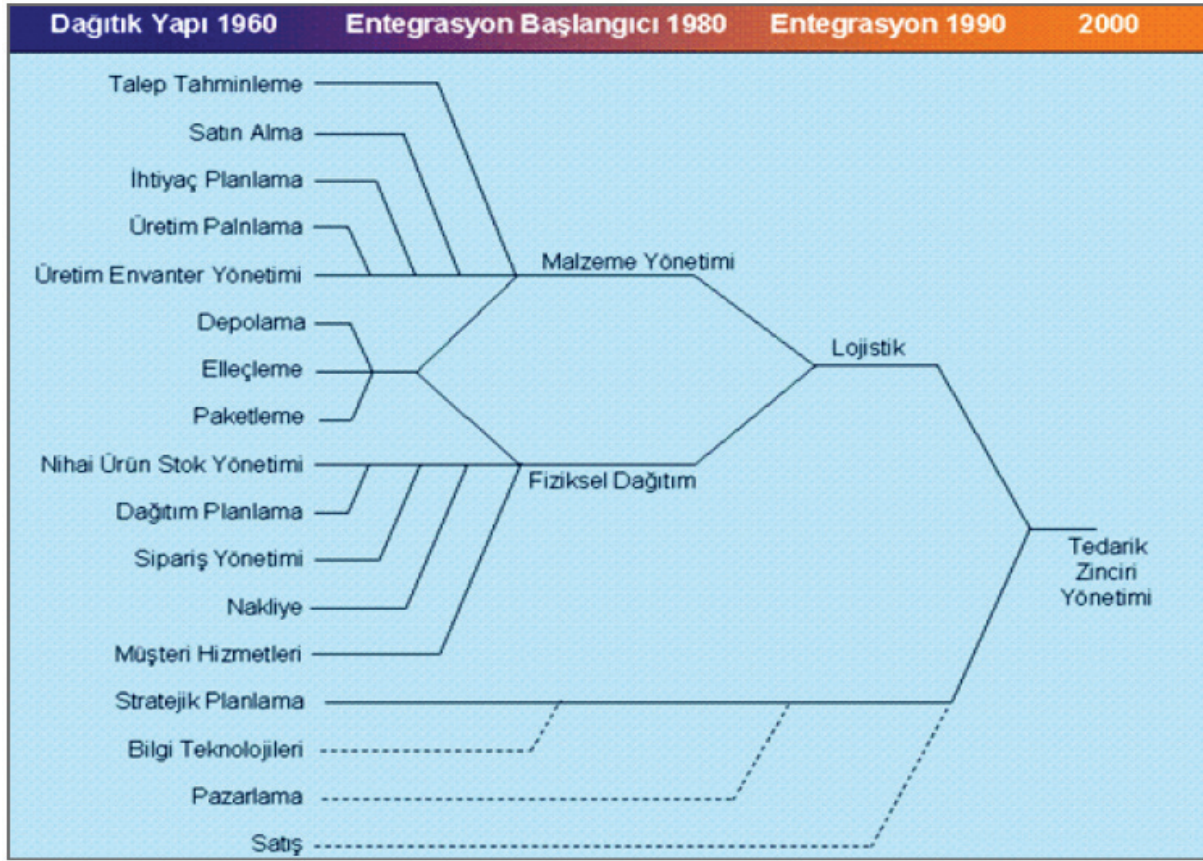 Dağıtık Yapı 1960 Entegrasyon Başlangıcı 1980 Entegrasyon 1990 2000
Talep Tahminleme
Satın Alma
İhtiyaç Planlama
Üretim Palnlama
Üretim Envanter Yönetimi
Malzeme Yönetimi
Depolama
Elleçleme
Lojistik
Paketleme
Nihai Ürün Stok Yönetimi
Fiziksel Dağıtım
Dağıtım Planlama
Sipariş Yönetimi
Tedarik
Zinciri
Yönetimi
Nakliye
Müşteri Hizmetleri
Stratejik Planlama
Bilgi Teknolojileri
Pazarlama
Satış